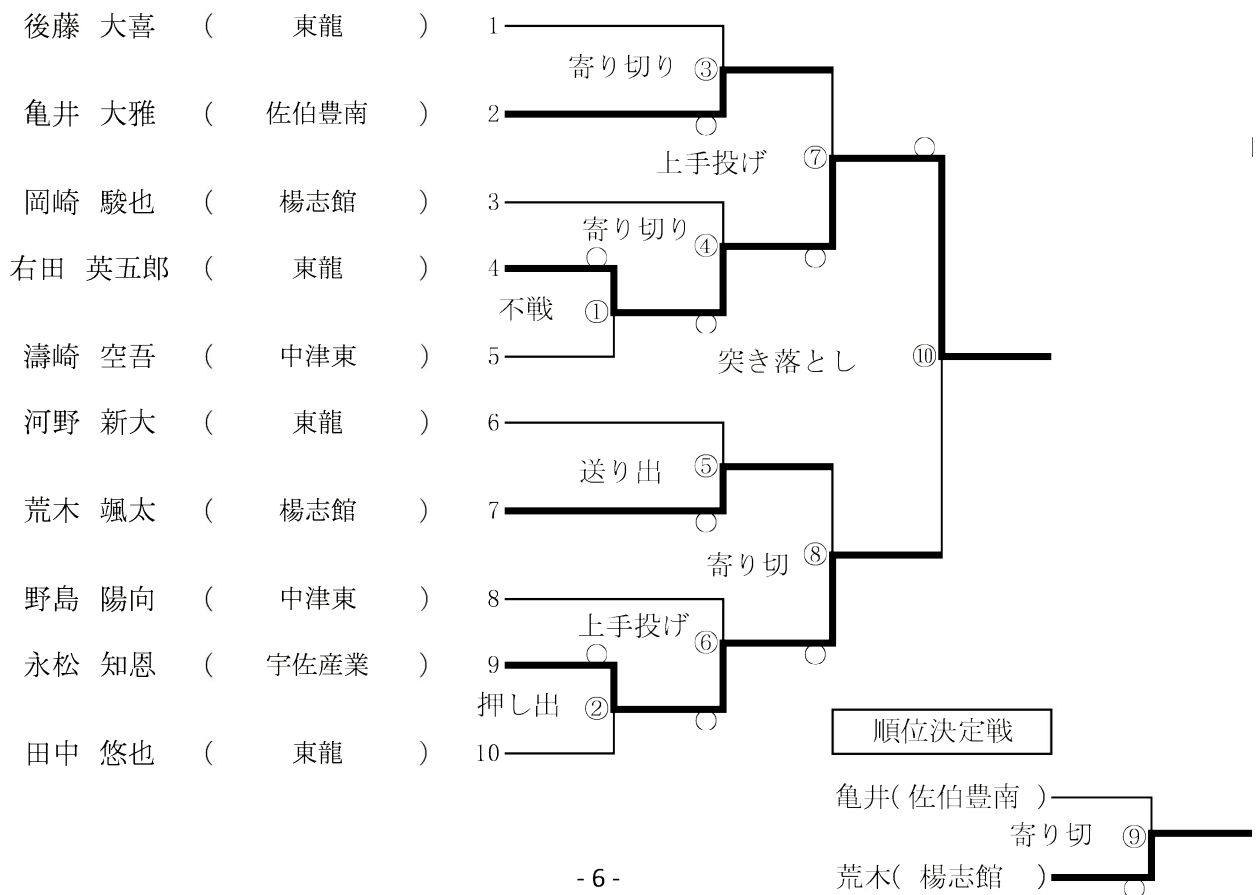 後藤 大喜 ( 東龍 ) 1
寄り切り ③
亀井 大雅 ( 佐伯豊南 ) 2
上手投げ ⑦
岡崎 駿也 ( 楊志館 ) 3
寄り切り ④
右田 英五郎 ( 東龍 ) 4
不戦 ①
濤崎 空吾 ( 中津東 ) 5
突き落とし ⑩
河野 新大 ( 東龍 ) 6
送り出 ⑤
荒木 颯太 ( 楊志館 ) 7
寄り切 ⑧
野島 陽向 ( 中津東 ) 8
上手投げ ⑥
永松 知恩 ( 宇佐産業 ) 9
押し出 ②
田中 悠也 ( 東龍 ) 10
順位決定戦
亀井( 佐伯豊南 )
寄り切 ⑨
荒木( 楊志館 )
- 6 -